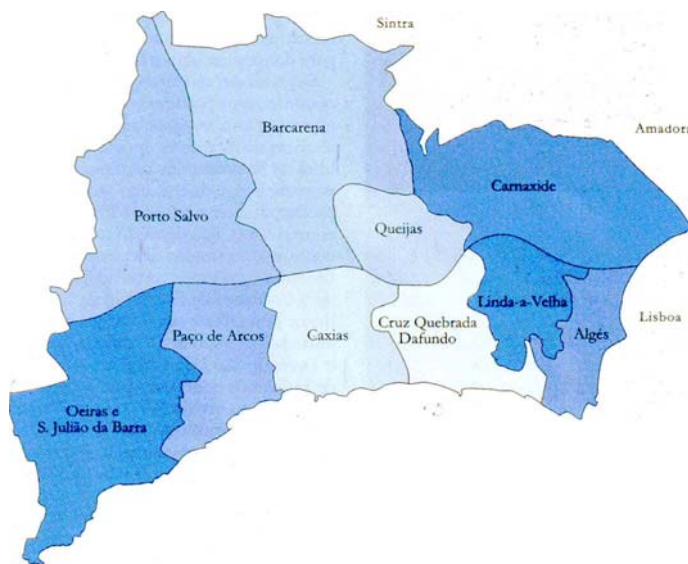 Sintra
Barcarena
Amadora
Carnaxide
Porto Salvo
Queijas
Linda-a-Velha
Lisboa
Paço de Arcos
Caxias
Cruz Quebrada
Dafundo
Algés
Oeiras e
S. Julião da Barra